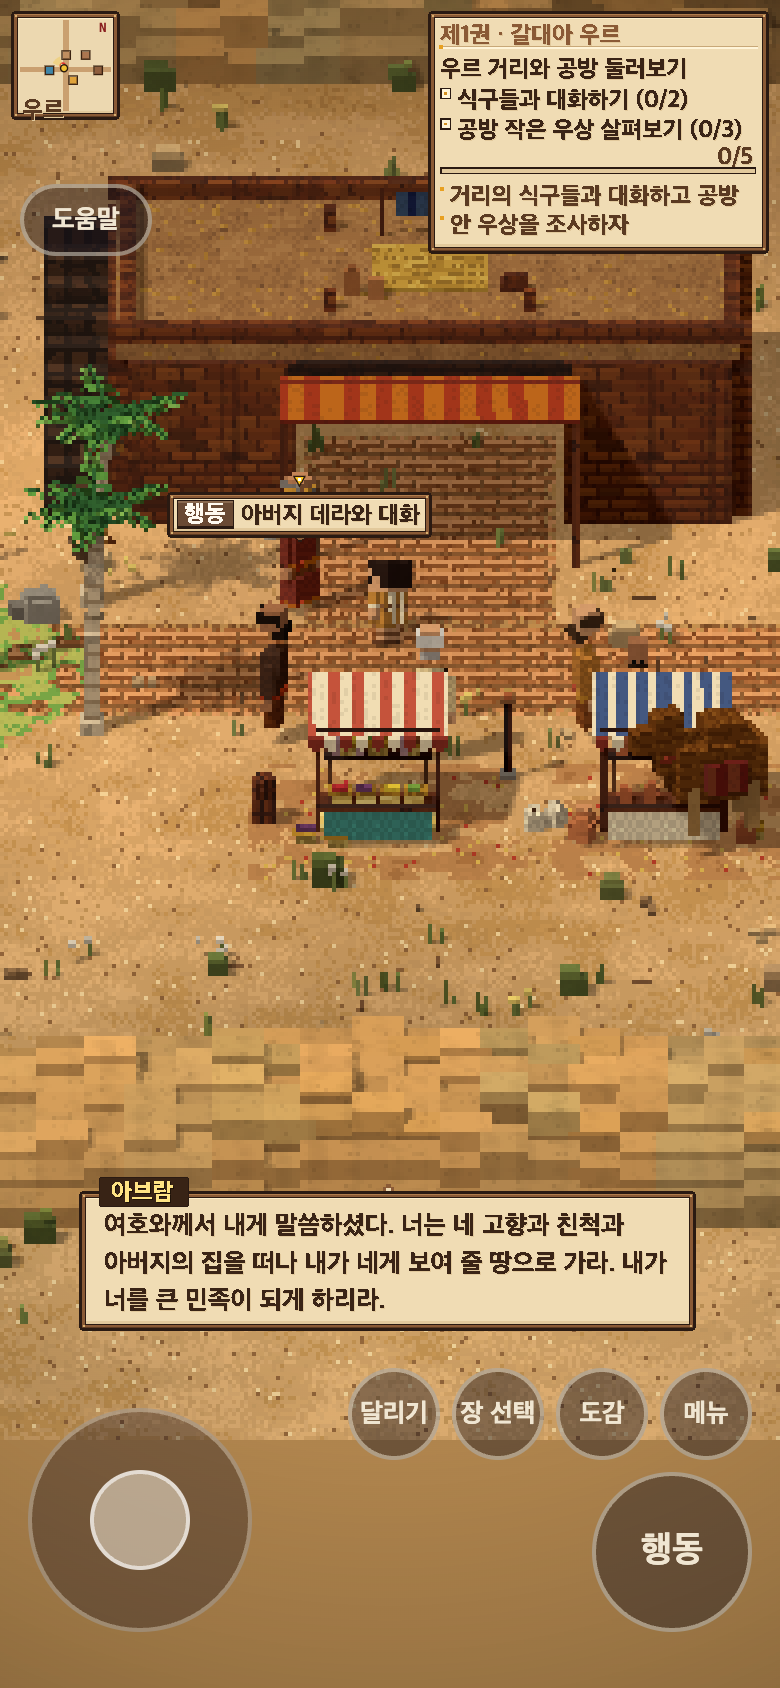 N
우르
제1권 · 갈대아 우르
우르 거리와 공방 둘러보기
식구들과 대화하기 (0/2)
공방 작은 우상 살펴보기 (0/3)
0/5
거리의 식구들과 대화하고 공방
안 우상을 조사하자
도움말
행동 아버지 데라와 대화
아브람
여호와께서 내게 말씀하셨다. 너는 네 고향과 친척과
아버지의 집을 떠나 내가 네게 보여 줄 땅으로 가라. 내가
너를 큰 민족이 되게 하리라.
달리기 장 선택 도감 메뉴
행동